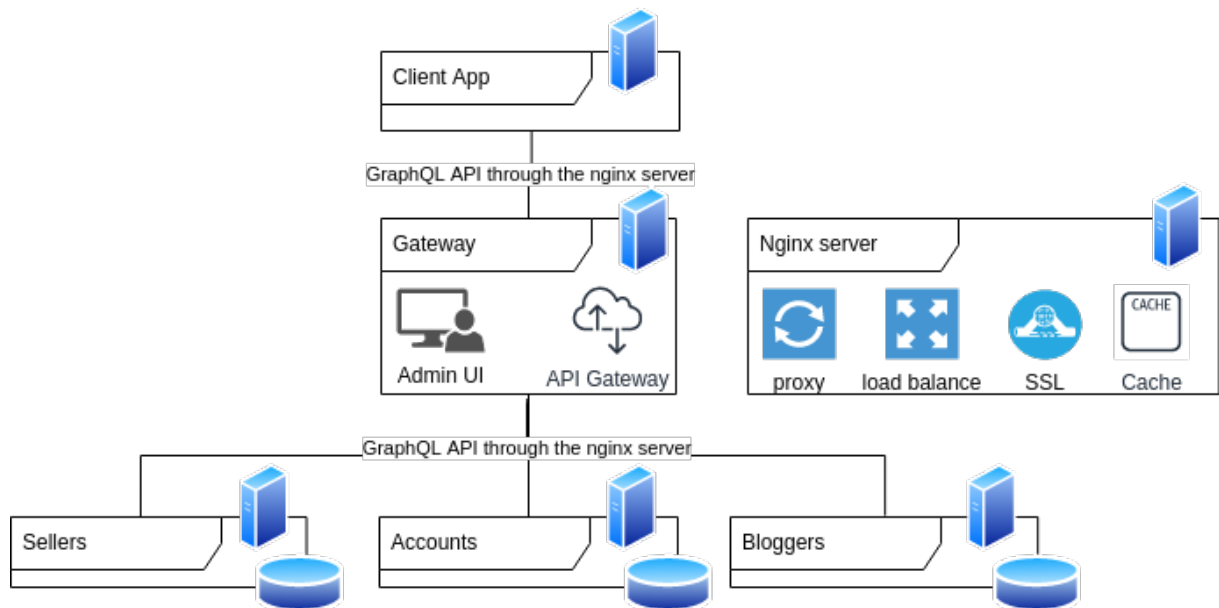 Client App
GraphQL API through the nginx server
Gateway
Nginx server
CACHE
Admin UI
API Gateway
proxy
load balance
SSL
Cache
GraphQL API through the nginx server
Sellers
Accounts
Bloggers